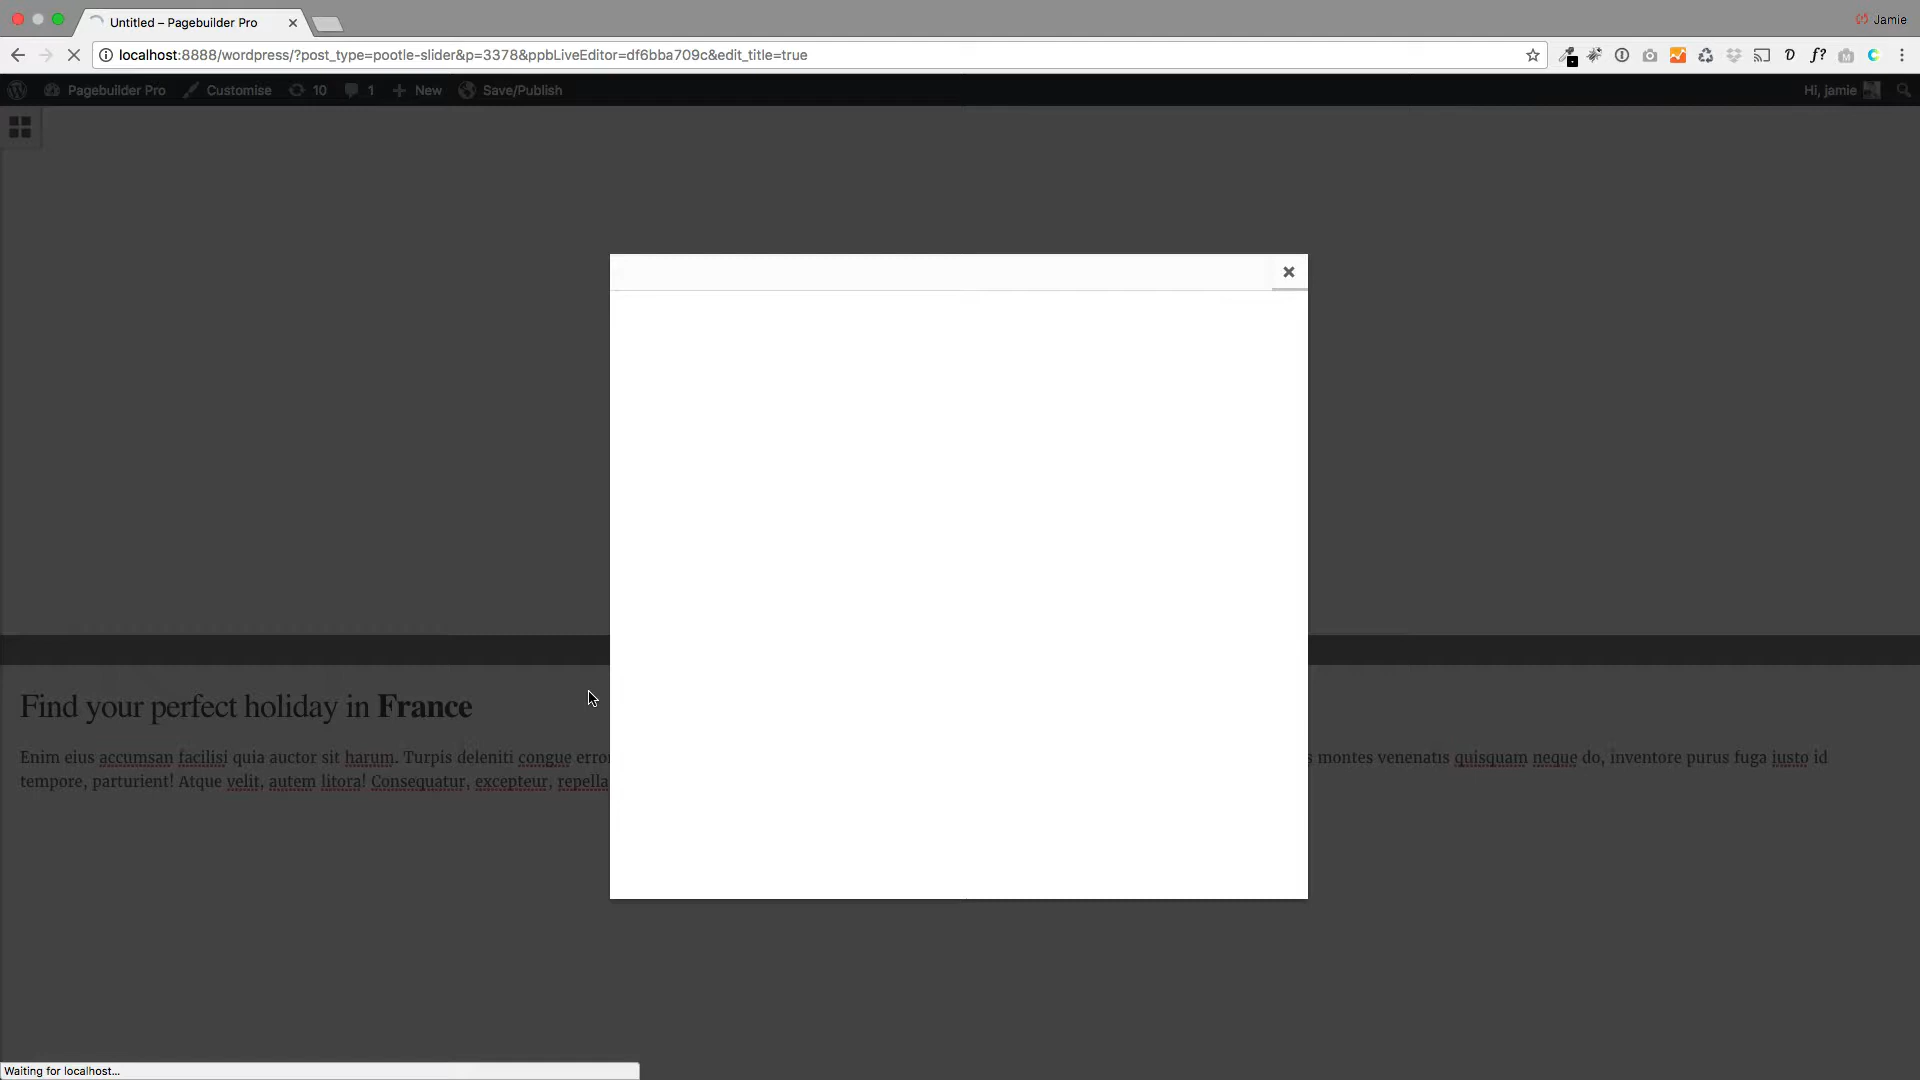 Untitled – Pagebuilder Pro
Jamie
localhost:8888/wordpress/?post_type=pootle-slider&p=3378&ppbLiveEditor=df6bba709c&edit_title=true
Pagebuilder Pro Customise 10 1 New Save/Publish Hi, jamie
Find your perfect holiday in France
Enim eius accumsan facilisi quia auctor sit harum. Turpis deleniti congue montes venenatis quisquam neque do, inventore purus fuga iusto id
tempore, parturient! Atque velit, autem litora! Consequatur, excepteur,
Waiting for localhost...